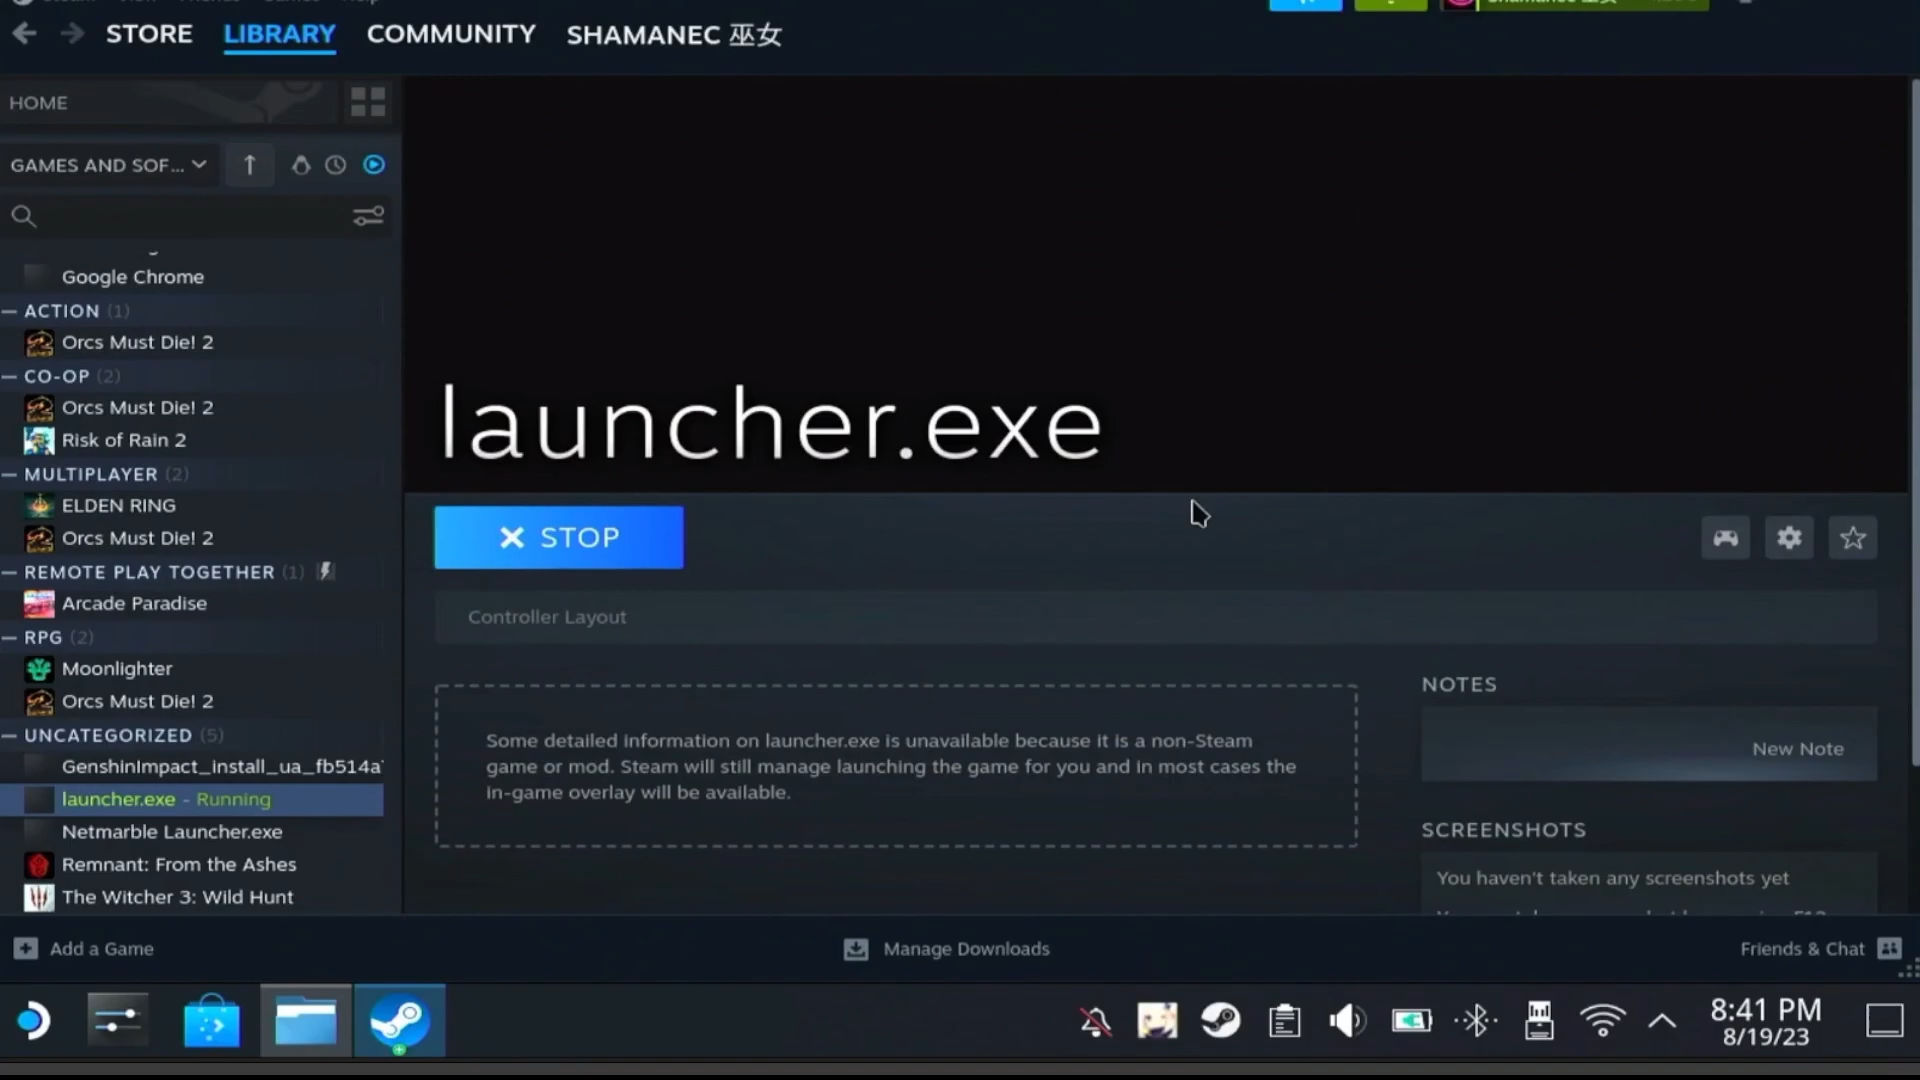 STORE LIBRARY COMMUNITY SHAMANEC 巫女
HOME
GAMES AND SOF...
Google Chrome
ACTION (1)
Orcs Must Die! 2
CO-OP (2)
Orcs Must Die! 2
Risk of Rain 2
MULTIPLAYER (2)
ELDEN RING
Orcs Must Die! 2
REMOTE PLAY TOGETHER (1)
Arcade Paradise
RPG (2)
Moonlighter
Orcs Must Die! 2
UNCATEGORIZED (5)
GenshinImpact_install_ua_fb514a
launcher.exe - Running
Netmarble Launcher.exe
Remnant: From the Ashes
The Witcher 3: Wild Hunt
launcher.exe
STOP
Controller Layout
Some detailed information on launcher.exe is unavailable because it is a non-Steam
game or mod. Steam will still manage launching the game for you and in most cases the
in-game overlay will be available.
NOTES
New Note
SCREENSHOTS
You haven't taken any screenshots yet
Add a Game
Manage Downloads
Friends & Chat
8:41 PM
8/19/23